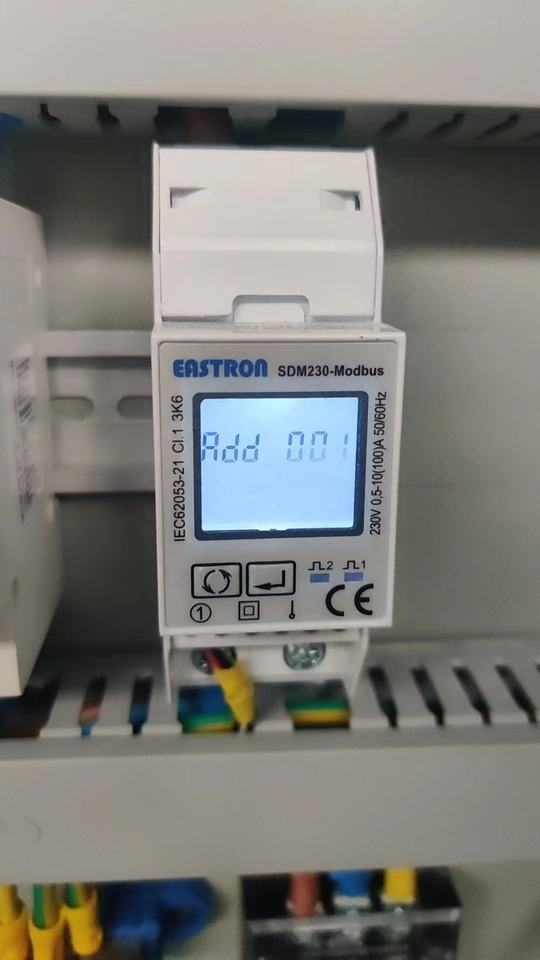 EASTRON SDM230-Modbus
IEC62053-21 Cl.1 3K6
Add 001
230V 0,5-10(100)A 50/60Hz
2
1
1
CE